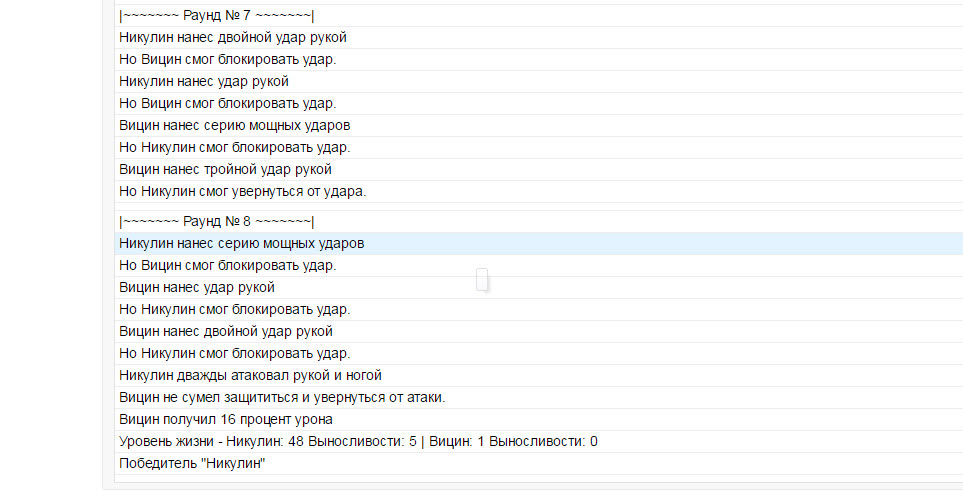 |~~~~~~~ Раунд № 7 ~~~~~~~|
Никулин нанес двойной удар рукой
Но Вицин смог блокировать удар.
Никулин нанес удар рукой
Но Вицин смог блокировать удар.
Вицин нанес серию мощных ударов
Но Никулин смог блокировать удар.
Вицин нанес тройной удар рукой
Но Никулин смог увернуться от удара.
|~~~~~~~ Раунд № 8 ~~~~~~~|
Никулин нанес серию мощных ударов
Но Вицин смог блокировать удар.
Вицин нанес удар рукой
Но Никулин смог блокировать удар.
Вицин нанес двойной удар рукой
Но Никулин смог блокировать удар.
Никулин дважды атаковал рукой и ногой
Вицин не сумел защититься и увернуться от атаки.
Вицин получил 16 процент урона
Уровень жизни - Никулин: 48 Выносливости: 5 | Вицин: 1 Выносливости: 0
Победитель "Никулин"